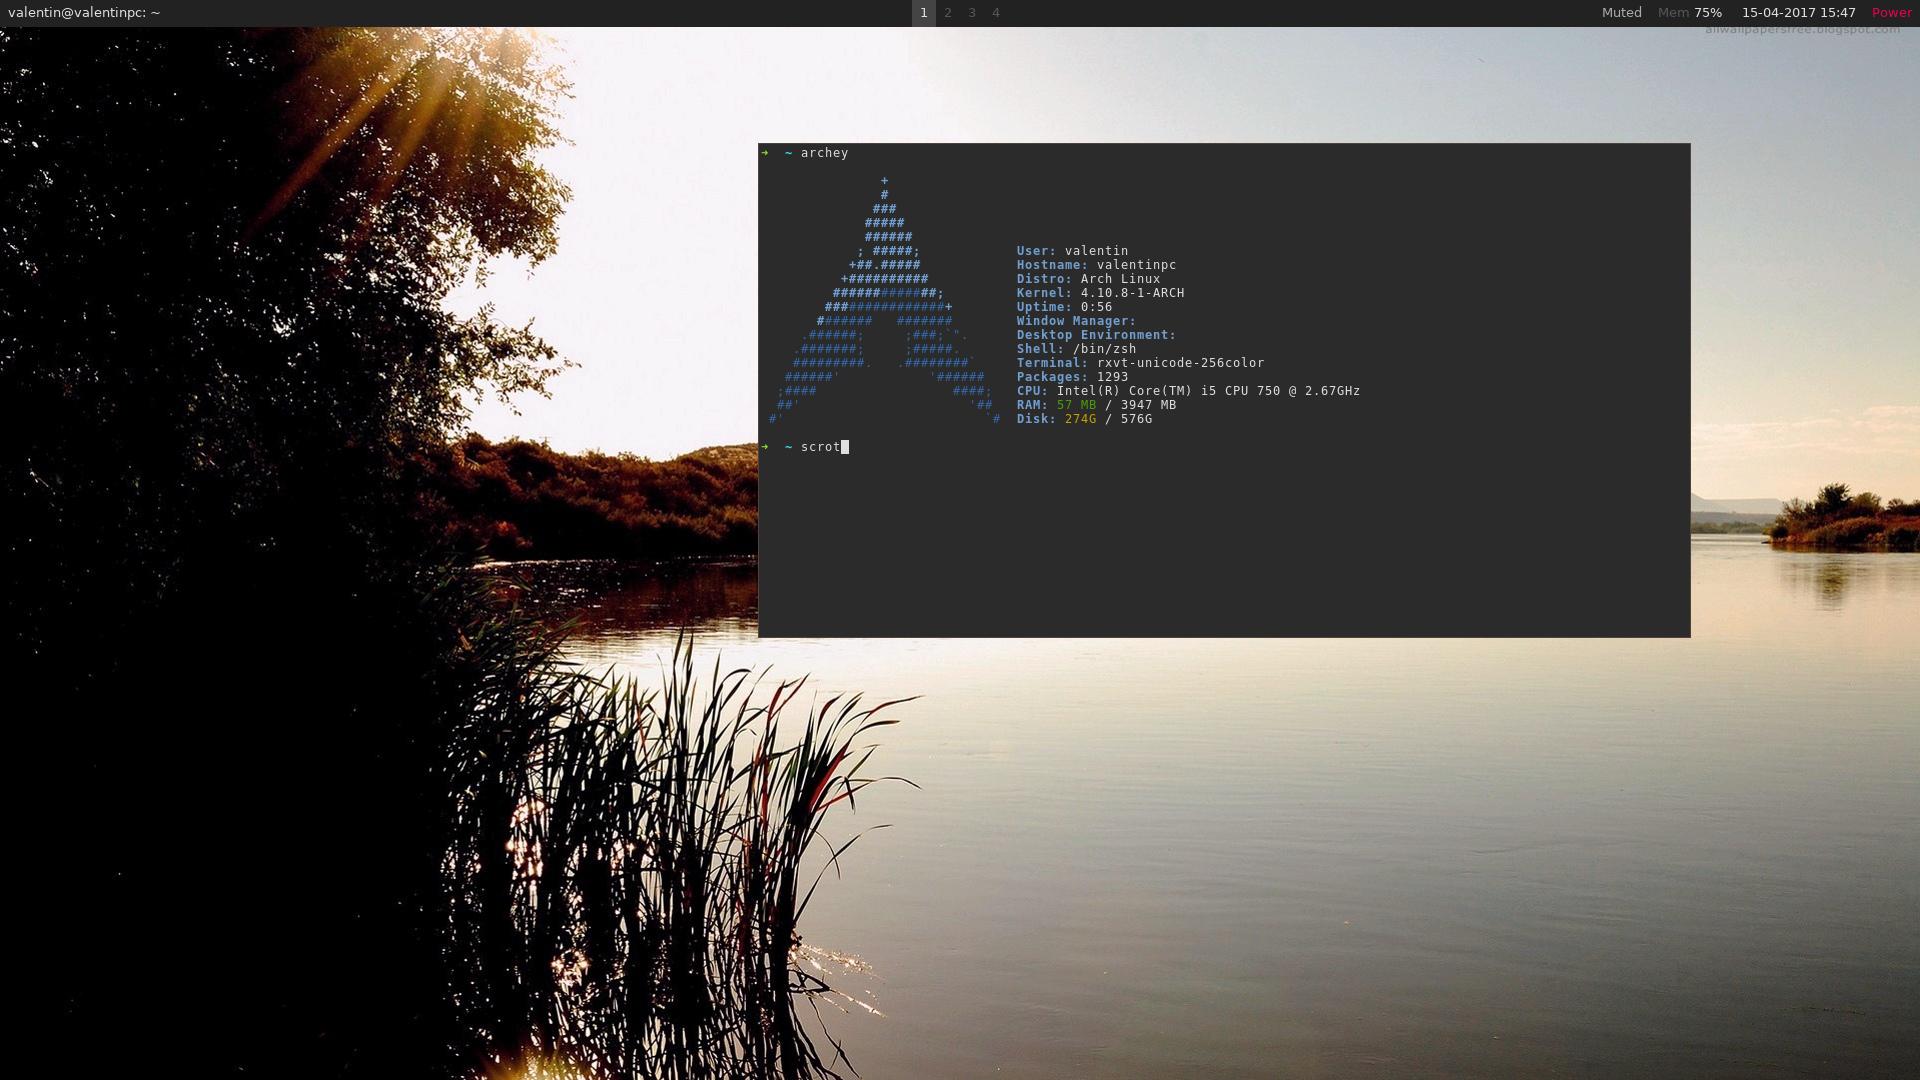 valentin@valentinpc: ~ 1 2 3 4 Muted Mem 75% 15-04-2017 15:47 Power
allwallpapersfree.blogspot.com
➜  ~ archey
               +
               #
              ###
             #####
             ######
            ; #####;            User: valentin
           +##.#####            Hostname: valentinpc
          +##########           Distro: Arch Linux
         #############;         Kernel: 4.10.8-1-ARCH
        ###############+        Uptime: 0:56
       #######   #######        Window Manager:
     .######;     ;###;`".      Desktop Environment:
    .#######;     ;#####.       Shell: /bin/zsh
    #########.   .########`     Terminal: rxvt-unicode-256color
   ######'           '######    Packages: 1293
  ;####                 ####;   CPU: Intel(R) Core(TM) i5 CPU 750 @ 2.67GHz
  ##'                     '##   RAM: 57 MB / 3947 MB
 #'                         `#  Disk: 274G / 576G
➜  ~ scrot